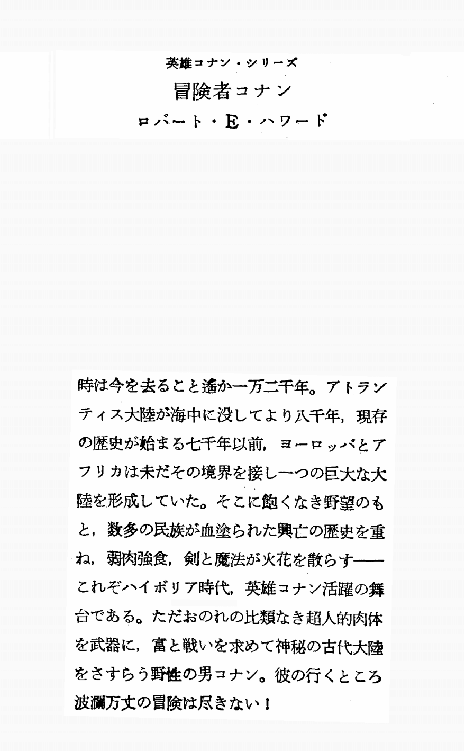 英雄コナン・シリーズ
冒険者コナン
ロバート・E・ハワード
時は今を去ること遙か一万二千年。アトラン
ティス大陸が海中に没してより八千年，現存
の歴史が始まる七千年以前，ヨーロッパとア
フリカは未だその境界を接し一つの巨大な大
陸を形成していた。そこに飽くなき野望のも
と，数多の民族が血塗られた興亡の歴史を重
ね，弱肉強食，剣と魔法が火花を散らす――
これぞハイボリア時代，英雄コナン活躍の舞
台である。ただおのれの比類なき超人的肉体
を武器に，富と戦いを求めて神秘の古代大陸
をさすらう野性の男コナン。彼の行くところ
波瀾万丈の冒険は尽きない！